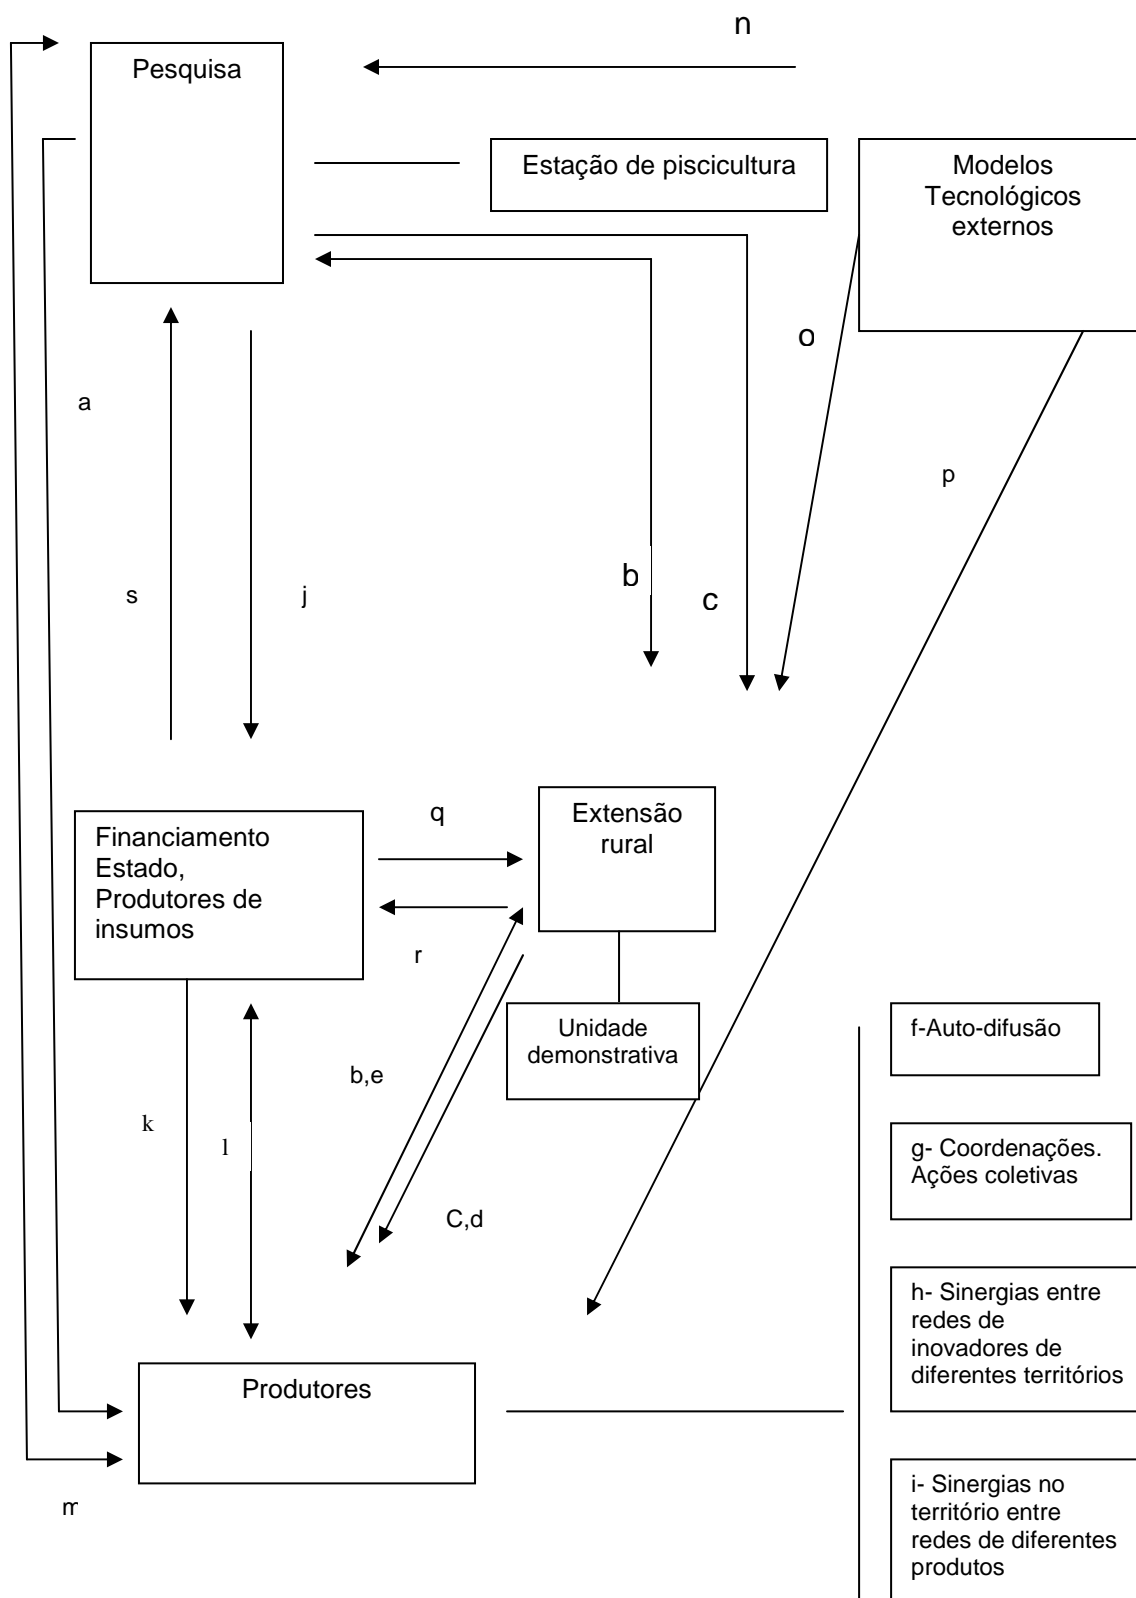 n
Pesquisa
Estação de piscicultura
Modelos
Tecnológicos
externos
o
a
p
b
s
j
c
q
Extensão
rural
Financiamento
Estado,
Produtores de
insumos
r
Unidade
demonstrativa
f-Auto-difusão
b,e
k
l
g- Coordenações.
Ações coletivas
C,d
h- Sinergias entre
redes de
inovadores de
diferentes territórios
Produtores
m
i- Sinergias no
território entre
redes de diferentes
produtos